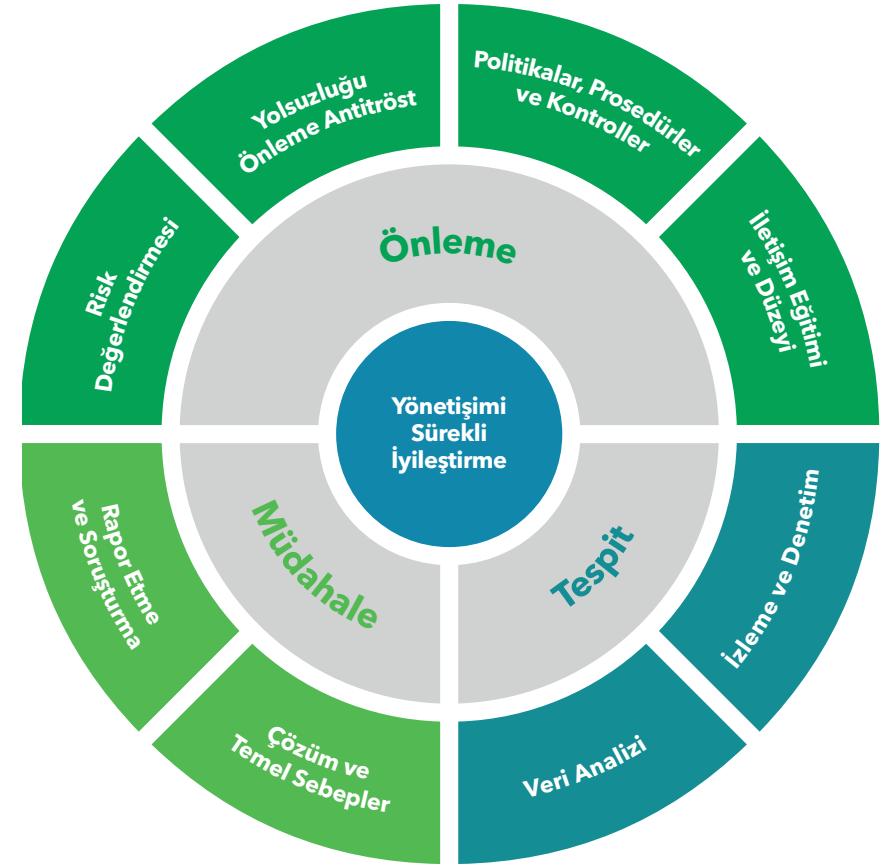 Yolsuzluğu
Önleme Antitröst
Politikalar, Prosedürler
ve Kontroller
İletişim Eğitimi
ve Düzeyi
Risk
Değerlendirmesi
Önleme
Yönetişimi
Sürekli
İyileştirme
Müdahale
Tespit
İzleme ve Denetim
Veri Analizi
Çözüm ve
Temel Sebepler
Rapor Etme
ve Soruşturma